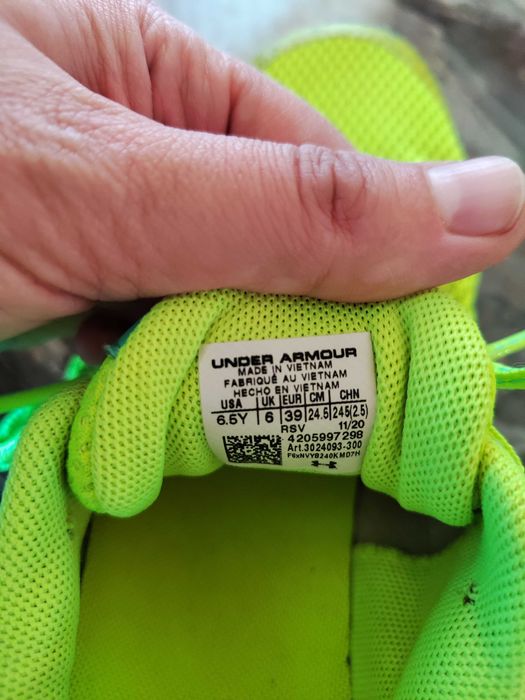 UNDER ARMOUR
MADE IN VIETNAM
FABRIQUÉ AU VIETNAM
HECHO EN VIETNAM
USA UK EUR CM CHN
6.5Y 6 39 24.5 245(2.5)
RSV 11/20
4205997298
Art.3024093-300
F6xNVYB240KMD7H